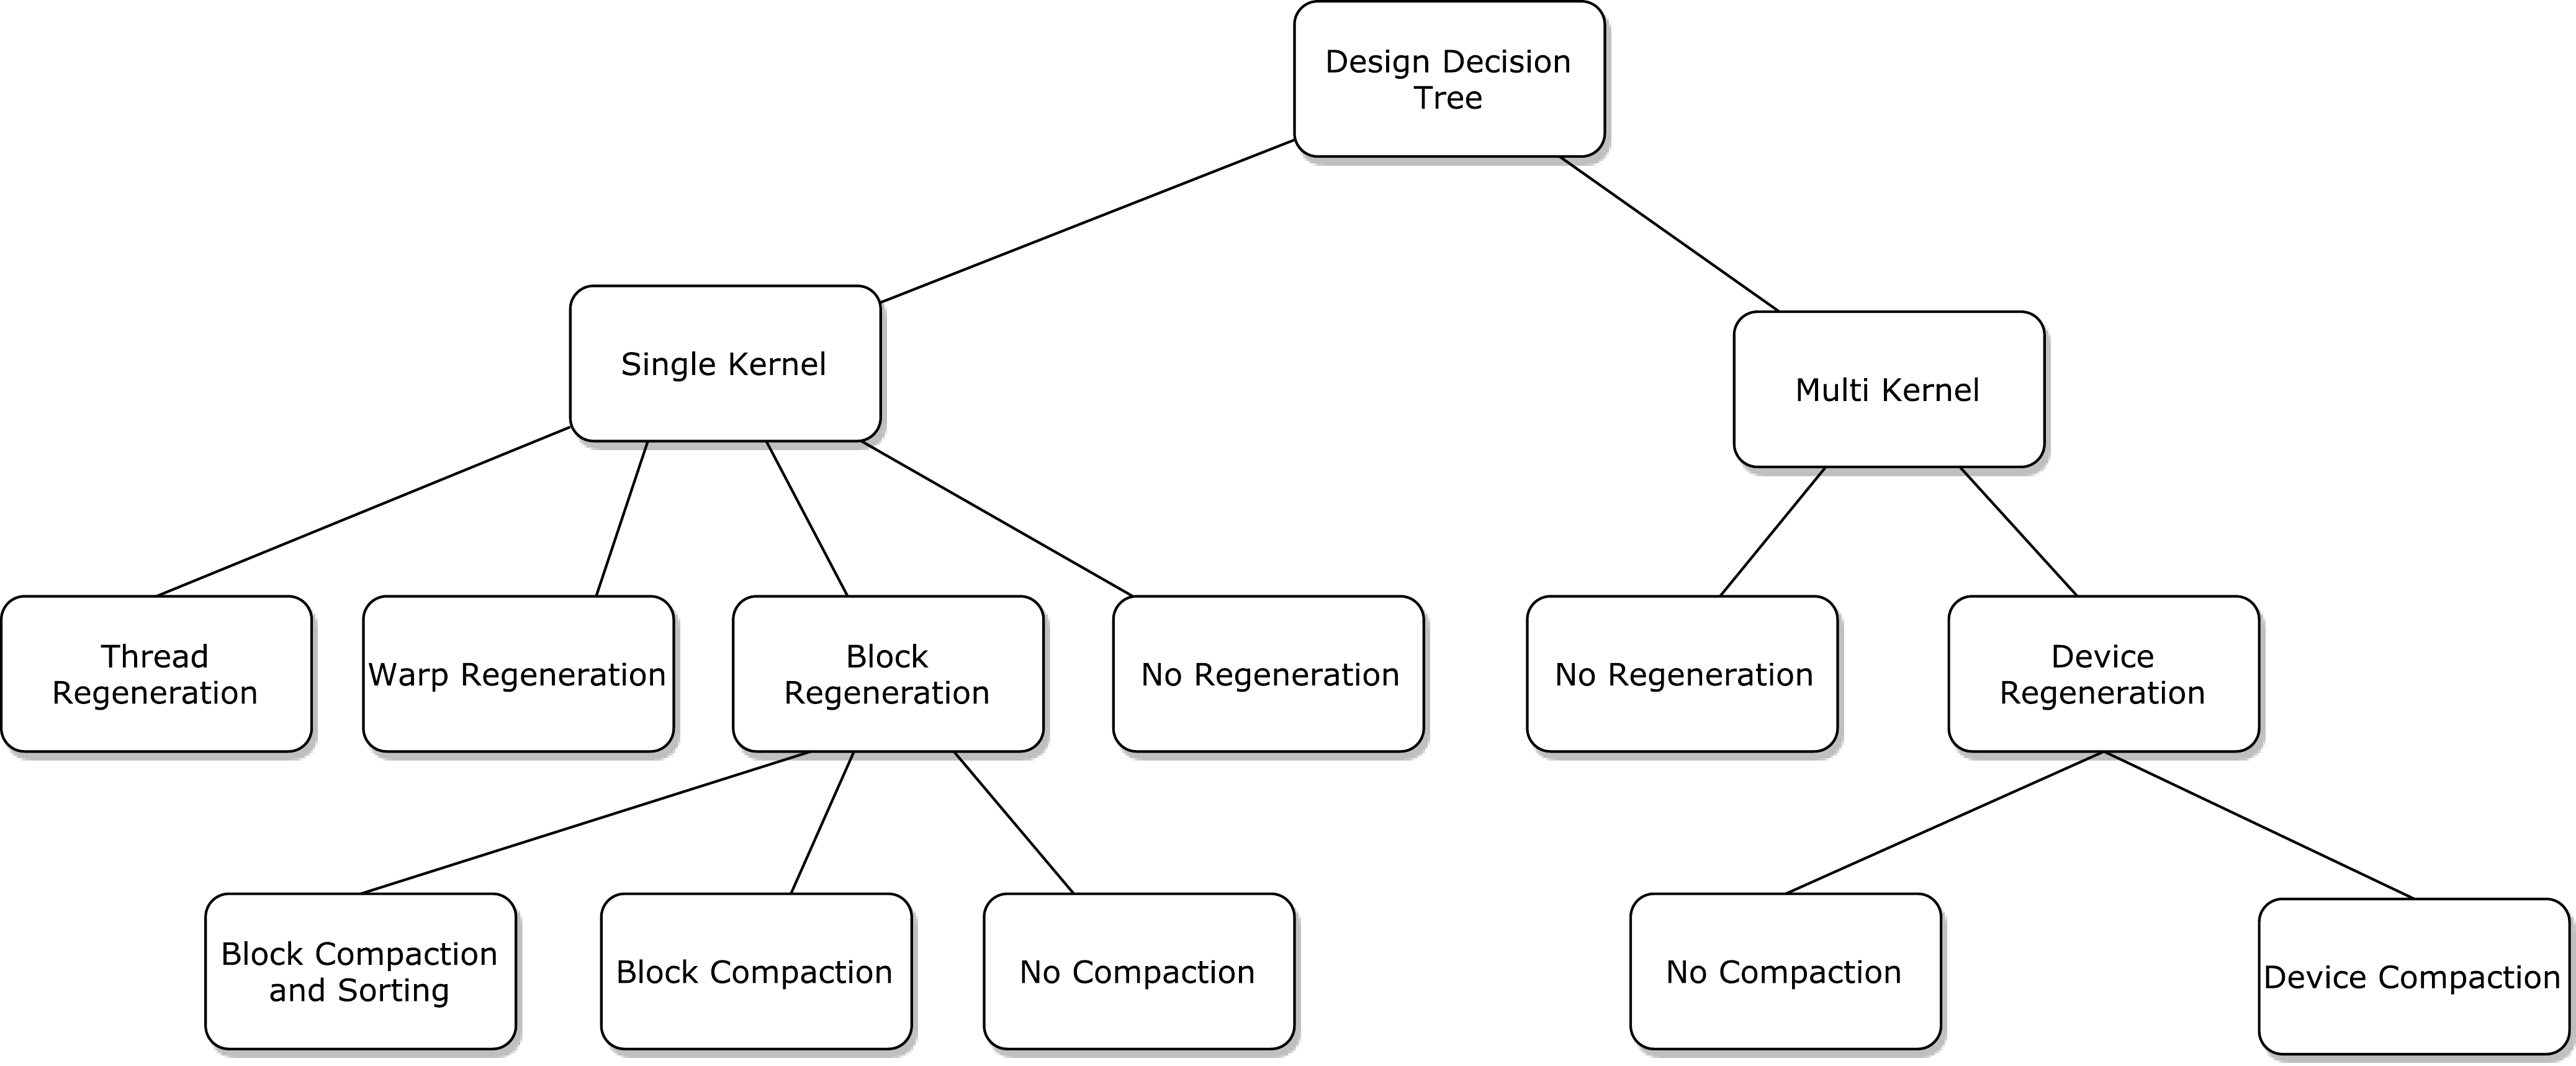 Design Decision
Tree
Single Kernel
Multi Kernel
Thread
Regeneration
Warp Regeneration
Block
Regeneration
No Regeneration
No Regeneration
Device
Regeneration
Block Compaction
and Sorting
Block Compaction
No Compaction
No Compaction
Device Compaction